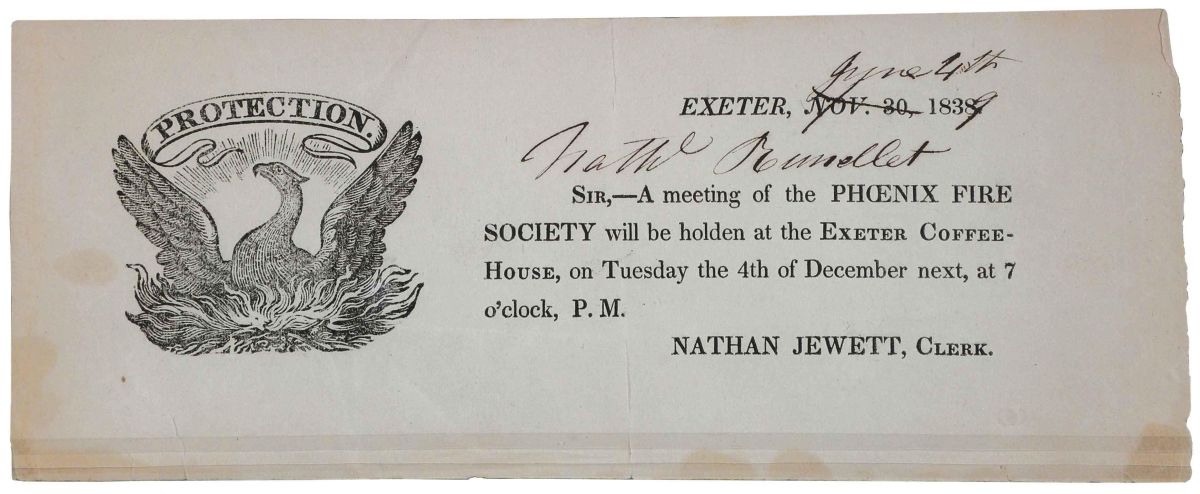 PROTECTION.
June 4th
EXETER, NOV. 30, 1839
Nathl Rundlet
SIR,—A meeting of the PHŒNIX FIRE
SOCIETY will be holden at the EXETER COFFEE-
HOUSE, on Tuesday the 4th of December next, at 7
o'clock, P. M.
NATHAN JEWETT, CLERK.